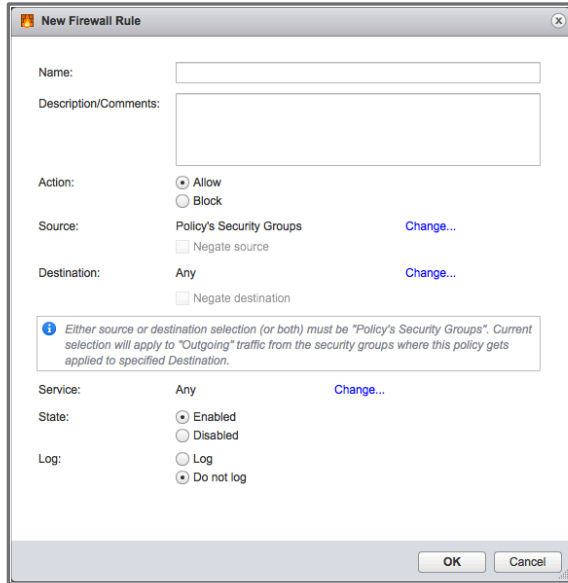 New Firewall Rule
Name:
Description/Comments:
Action: Allow
Block
Source: Policy's Security Groups Change...
Negate source
Destination: Any Change...
Negate destination
Either source or destination selection (or both) must be "Policy's Security Groups". Current
selection will apply to "Outgoing" traffic from the security groups where this policy gets
applied to specified Destination.
Service: Any Change...
State: Enabled
Disabled
Log: Log
Do not log
OK Cancel